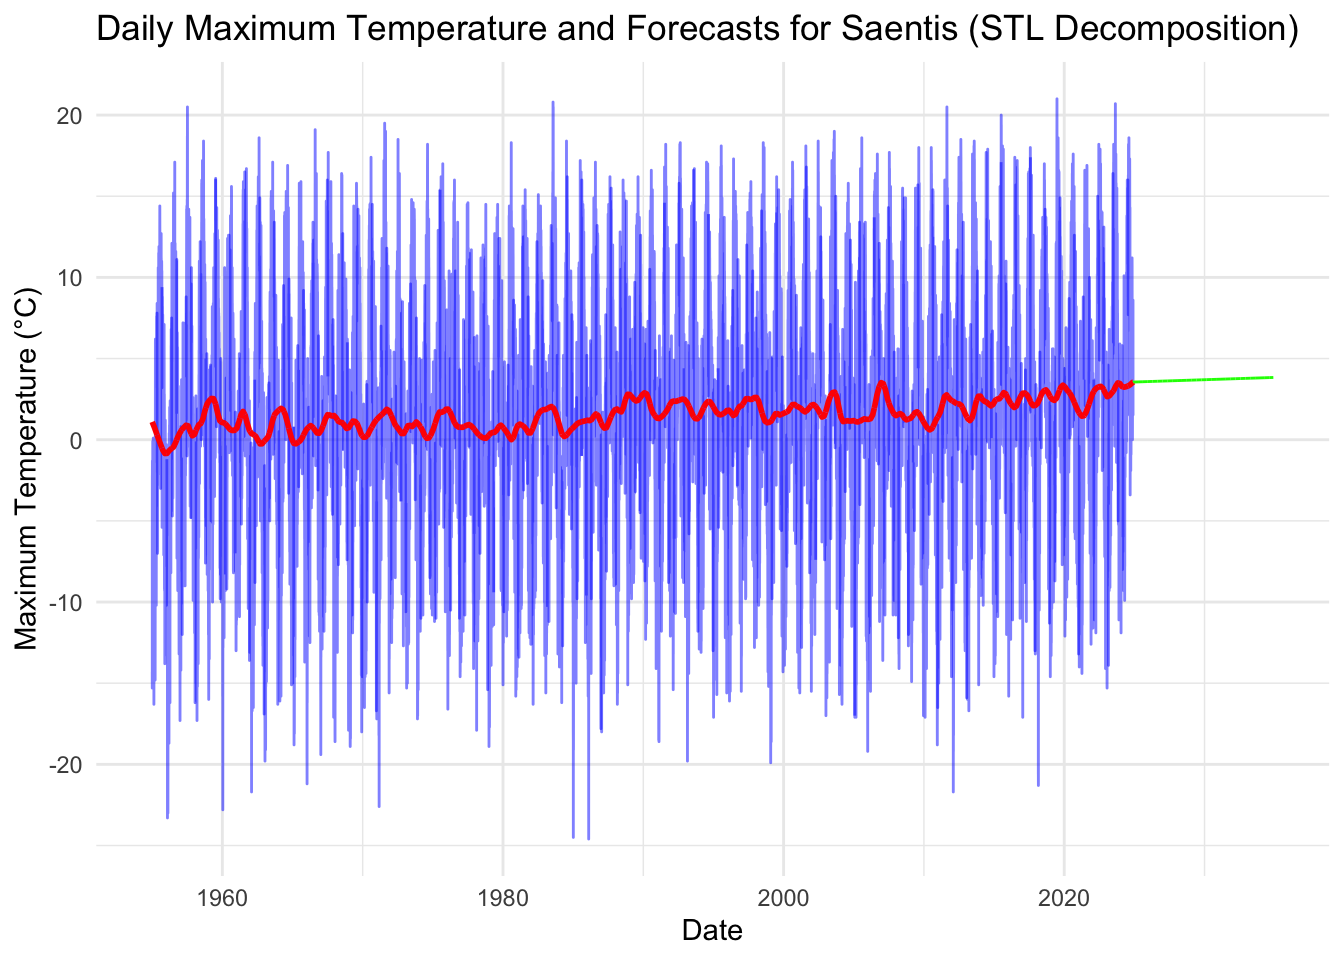 Daily Maximum Temperature and Forecasts for Saentis (STL Decomposition)
Maximum Temperature (°C)
20
10
0
-10
-20
1960 1980 2000 2020
Date